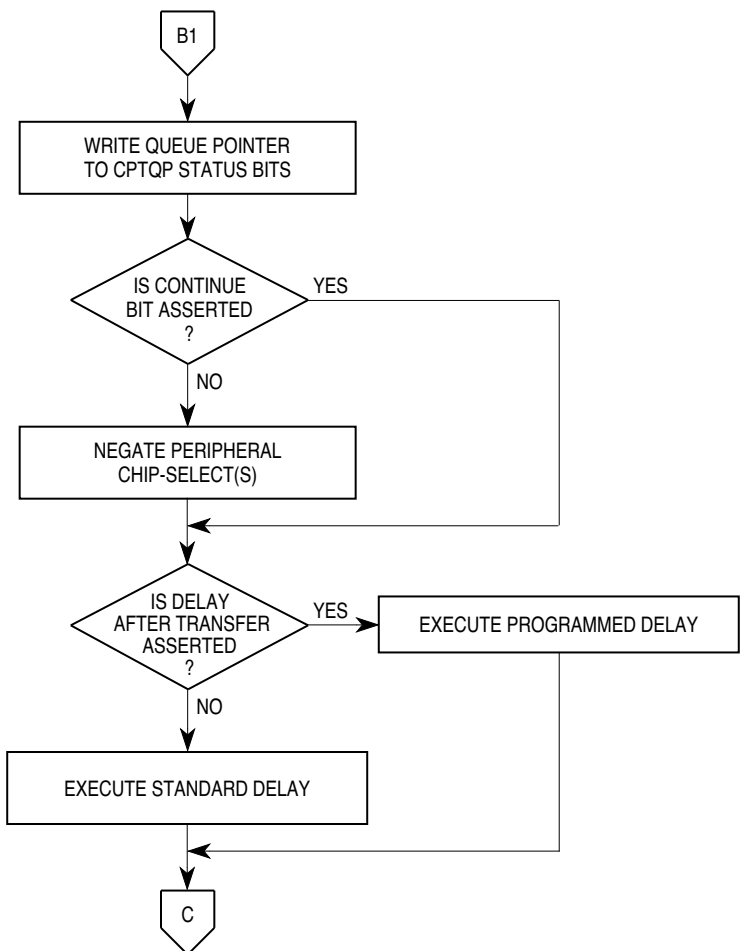 B1
WRITE QUEUE POINTER
TO CPTQP STATUS BITS
IS CONTINUE
BIT ASSERTED
?
YES
NO
NEGATE PERIPHERAL
CHIP-SELECT(S)
IS DELAY
AFTER TRANSFER
ASSERTED
?
YES
EXECUTE PROGRAMMED DELAY
NO
EXECUTE STANDARD DELAY
C